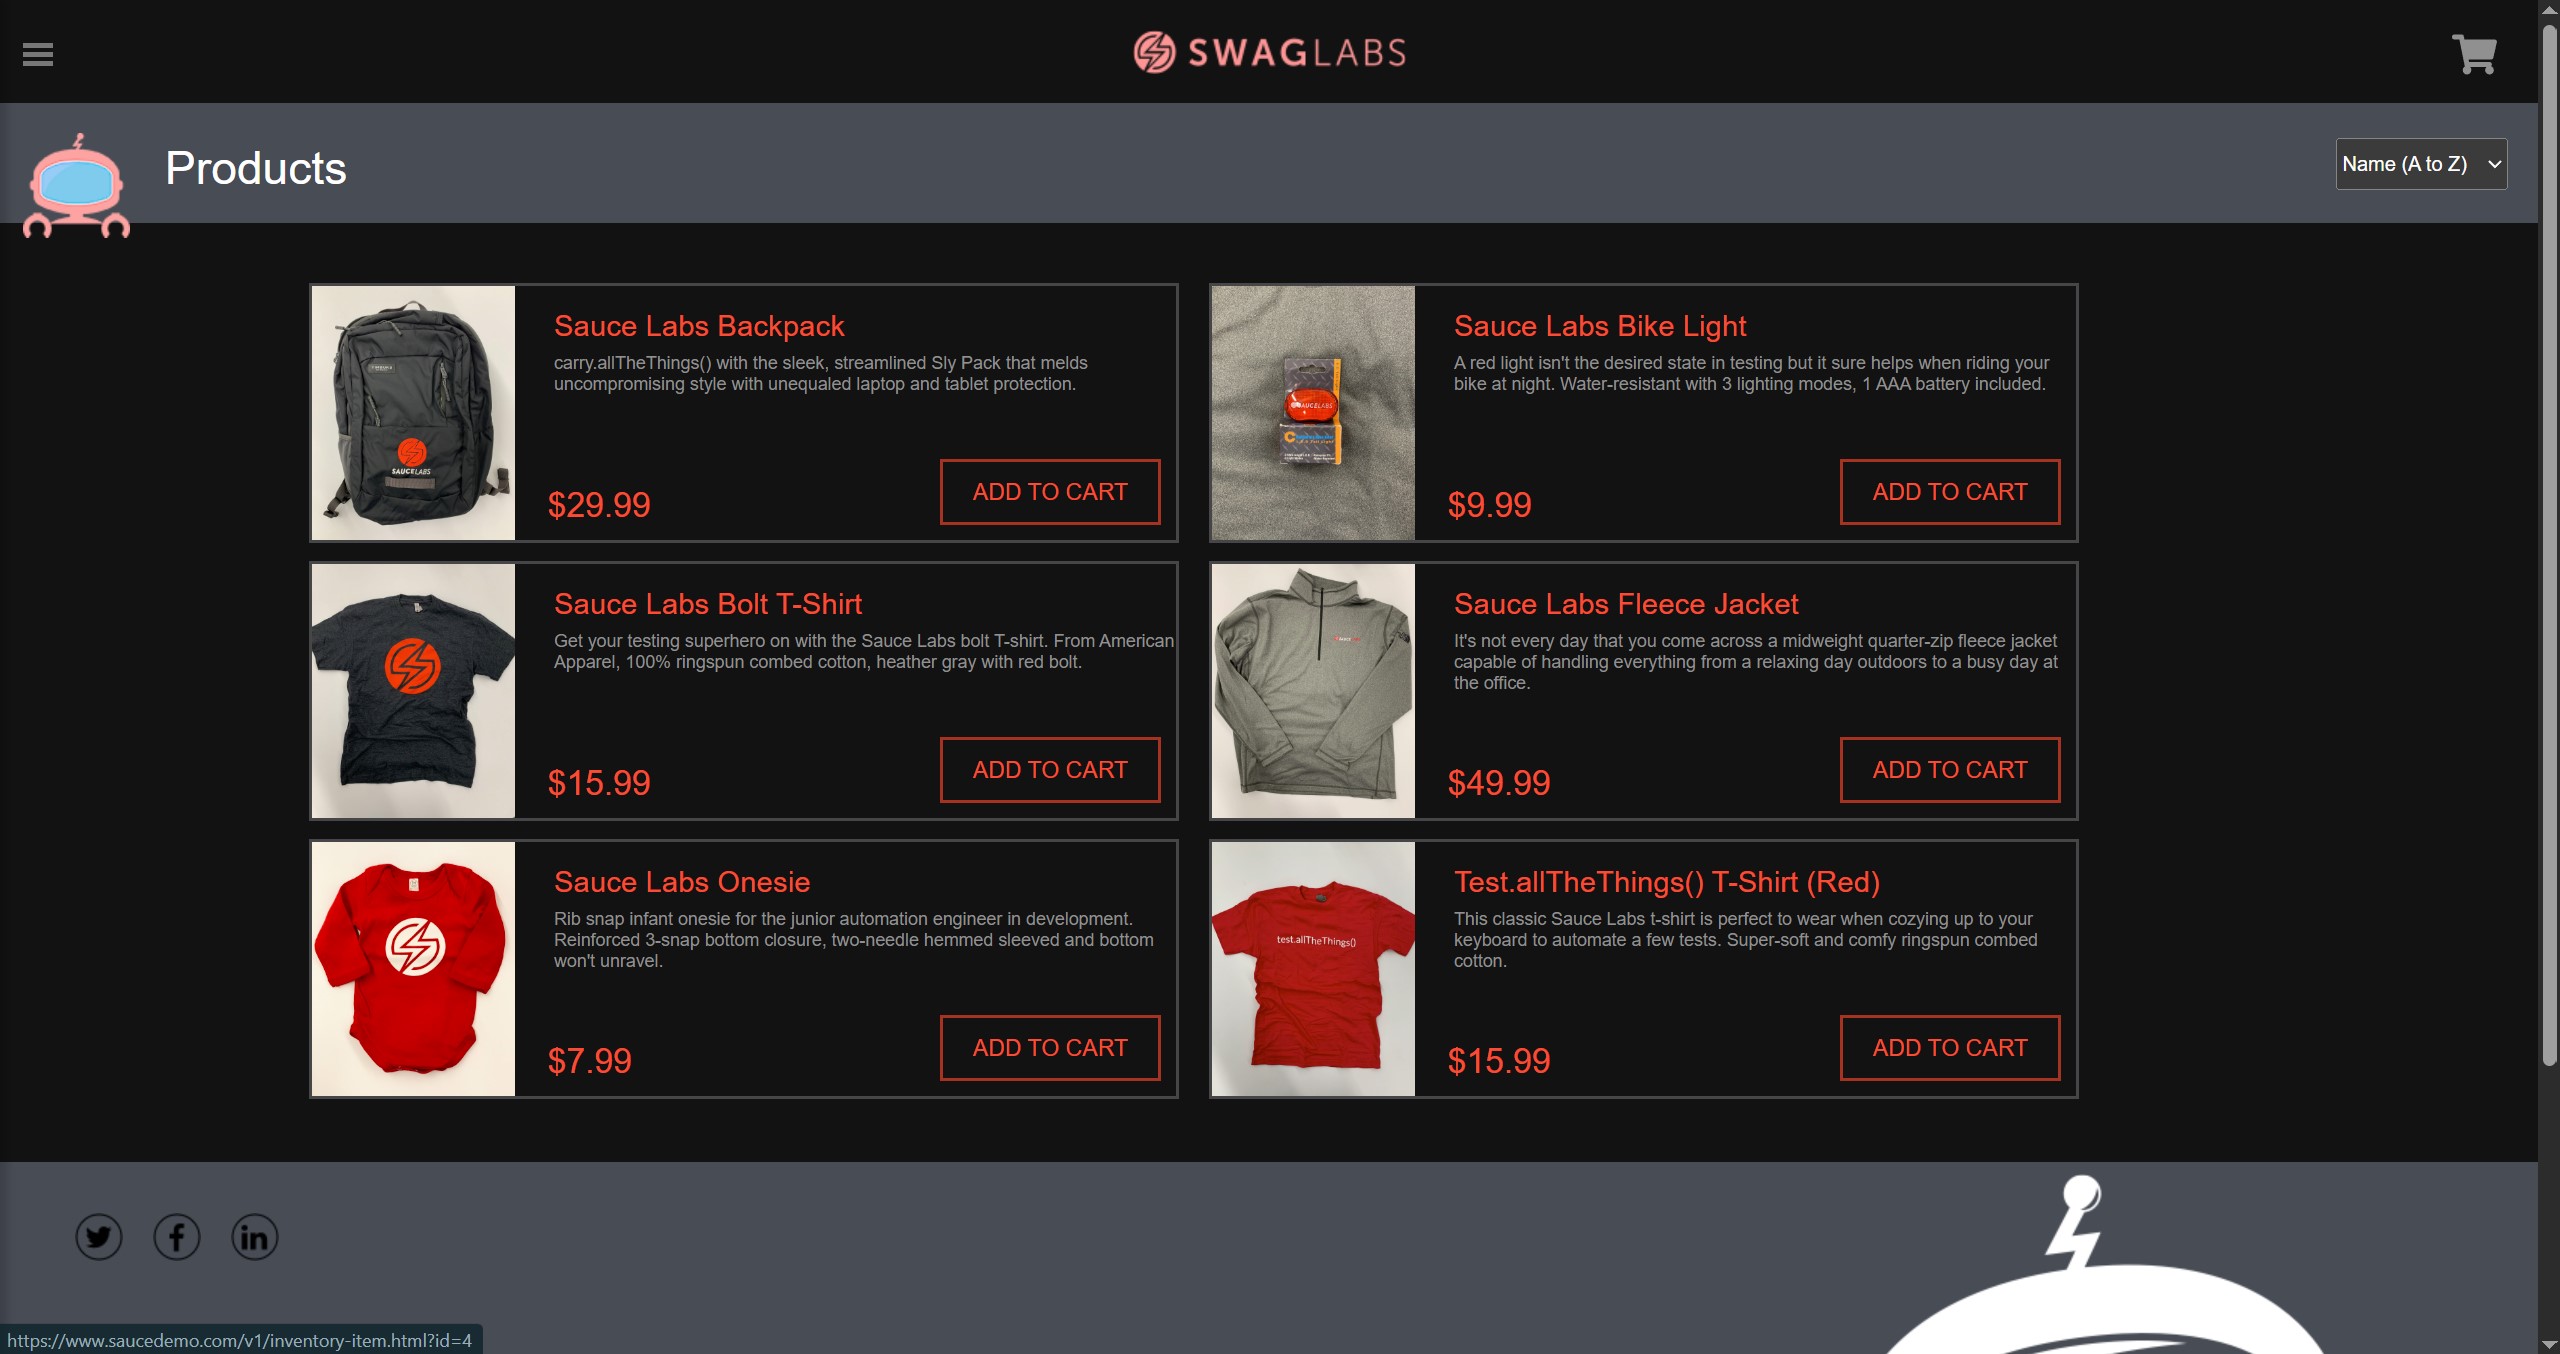 SWAGLABS
Products
Name (A to Z)
Sauce Labs Backpack
carry.allTheThings() with the sleek, streamlined Sly Pack that melds
uncompromising style with unequaled laptop and tablet protection.
SAUCELABS
$29.99
ADD TO CART
Sauce Labs Bike Light
A red light isn't the desired state in testing but it sure helps when riding your
bike at night. Water-resistant with 3 lighting modes, 1 AAA battery included.
SAUCELABS
$9.99
ADD TO CART
Sauce Labs Bolt T-Shirt
Get your testing superhero on with the Sauce Labs bolt T-shirt. From American
Apparel, 100% ringspun combed cotton, heather gray with red bolt.
$15.99
ADD TO CART
Sauce Labs Fleece Jacket
It's not every day that you come across a midweight quarter-zip fleece jacket
capable of handling everything from a relaxing day outdoors to a busy day at
the office.
$49.99
ADD TO CART
Sauce Labs Onesie
Rib snap infant onesie for the junior automation engineer in development.
Reinforced 3-snap bottom closure, two-needle hemmed sleeved and bottom
won't unravel.
$7.99
ADD TO CART
Test.allTheThings() T-Shirt (Red)
This classic Sauce Labs t-shirt is perfect to wear when cozying up to your
keyboard to automate a few tests. Super-soft and comfy ringspun combed
cotton.
test.allTheThings()
$15.99
ADD TO CART
https://www.saucedemo.com/v1/inventory-item.html?id=4